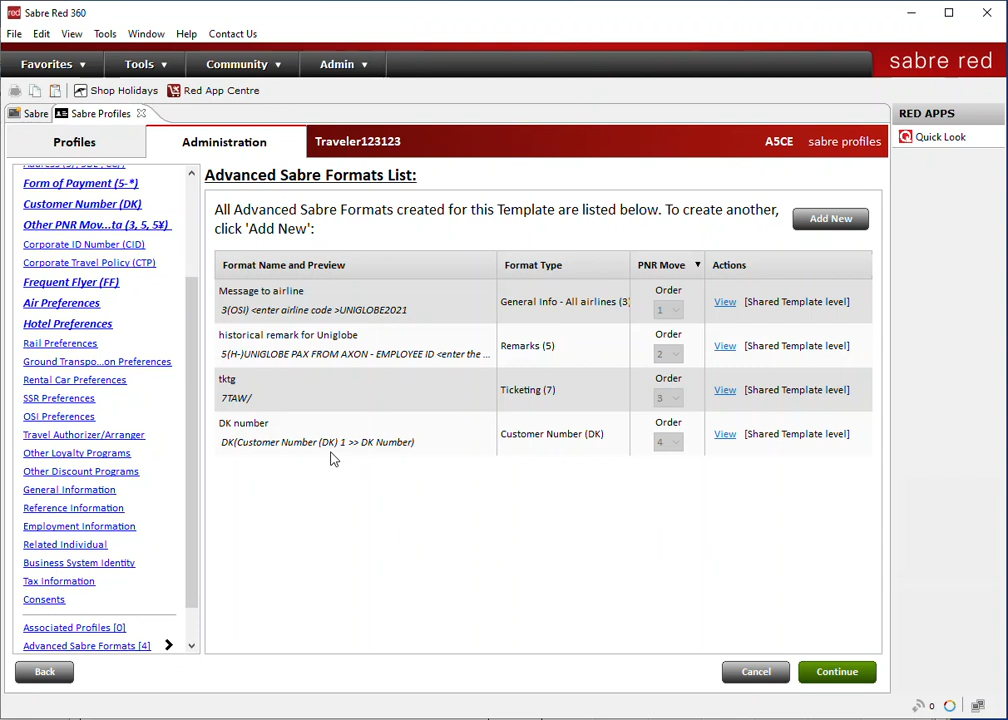 red Sabre Red 360
File Edit View Tools Window Help Contact Us
Favorites Tools Community Admin sabre red
Shop Holidays Red App Centre
Sabre Sabre Profiles RED APPS
Profiles Administration Traveler123123 A5CE sabre profiles Quick Look
Form of Payment (5-*)
Customer Number (DK)
Other PNR Mov...ta (3, 5, 5¥)
Corporate ID Number (CID)
Corporate Travel Policy (CTP)
Frequent Flyer (FF)
Air Preferences
Hotel Preferences
Rail Preferences
Ground Transpo...on Preferences
Rental Car Preferences
SSR Preferences
OSI Preferences
Travel Authorizer/Arranger
Other Loyalty Programs
Other Discount Programs
General Information
Reference Information
Employment Information
Related Individual
Business System Identity
Tax Information
Consents
Associated Profiles [0]
Advanced Sabre Formats [4]
Advanced Sabre Formats List:
All Advanced Sabre Formats created for this Template are listed below. To create another,
click 'Add New':
Add New
Format Name and Preview Format Type PNR Move Actions
Message to airline
3(OSI) <enter airline code >UNIGLOBE2021
General Info - All airlines (3)
Order
1
View [Shared Template level]
historical remark for Uniglobe
5(H-)UNIGLOBE PAX FROM AXON - EMPLOYEE ID <enter the ...
Remarks (5)
Order
2
View [Shared Template level]
tktg
7TAW/
Ticketing (7)
Order
3
View [Shared Template level]
DK number
DK(Customer Number (DK) 1 >> DK Number)
Customer Number (DK)
Order
4
View [Shared Template level]
Back Cancel Continue
0